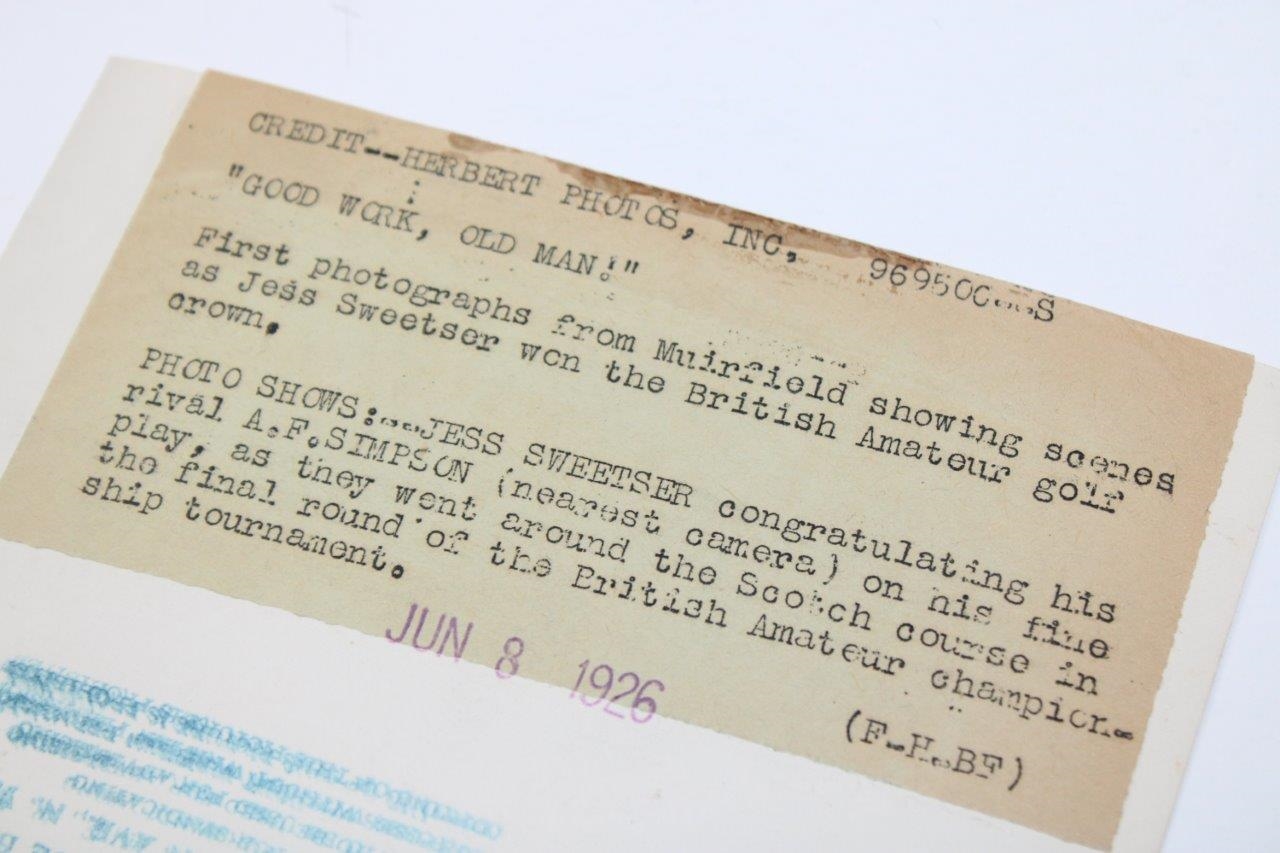 CREDIT--HERBERT PHOTOS, INC. 969500...S
"GOOD WORK, OLD MAN!"
First photographs from Muirfield showing scenes
as Jess Sweetser won the British Amateur golf
crown.
PHOTO SHOWS:---JESS SWEETSER congratulating his
rival A.F.SIMPSON (nearest camera) on his fine
play, as they went around the Scotch course in
the final round of the British Amateur champion-
ship tournament.
(F-H-BF)
JUN 8 1926